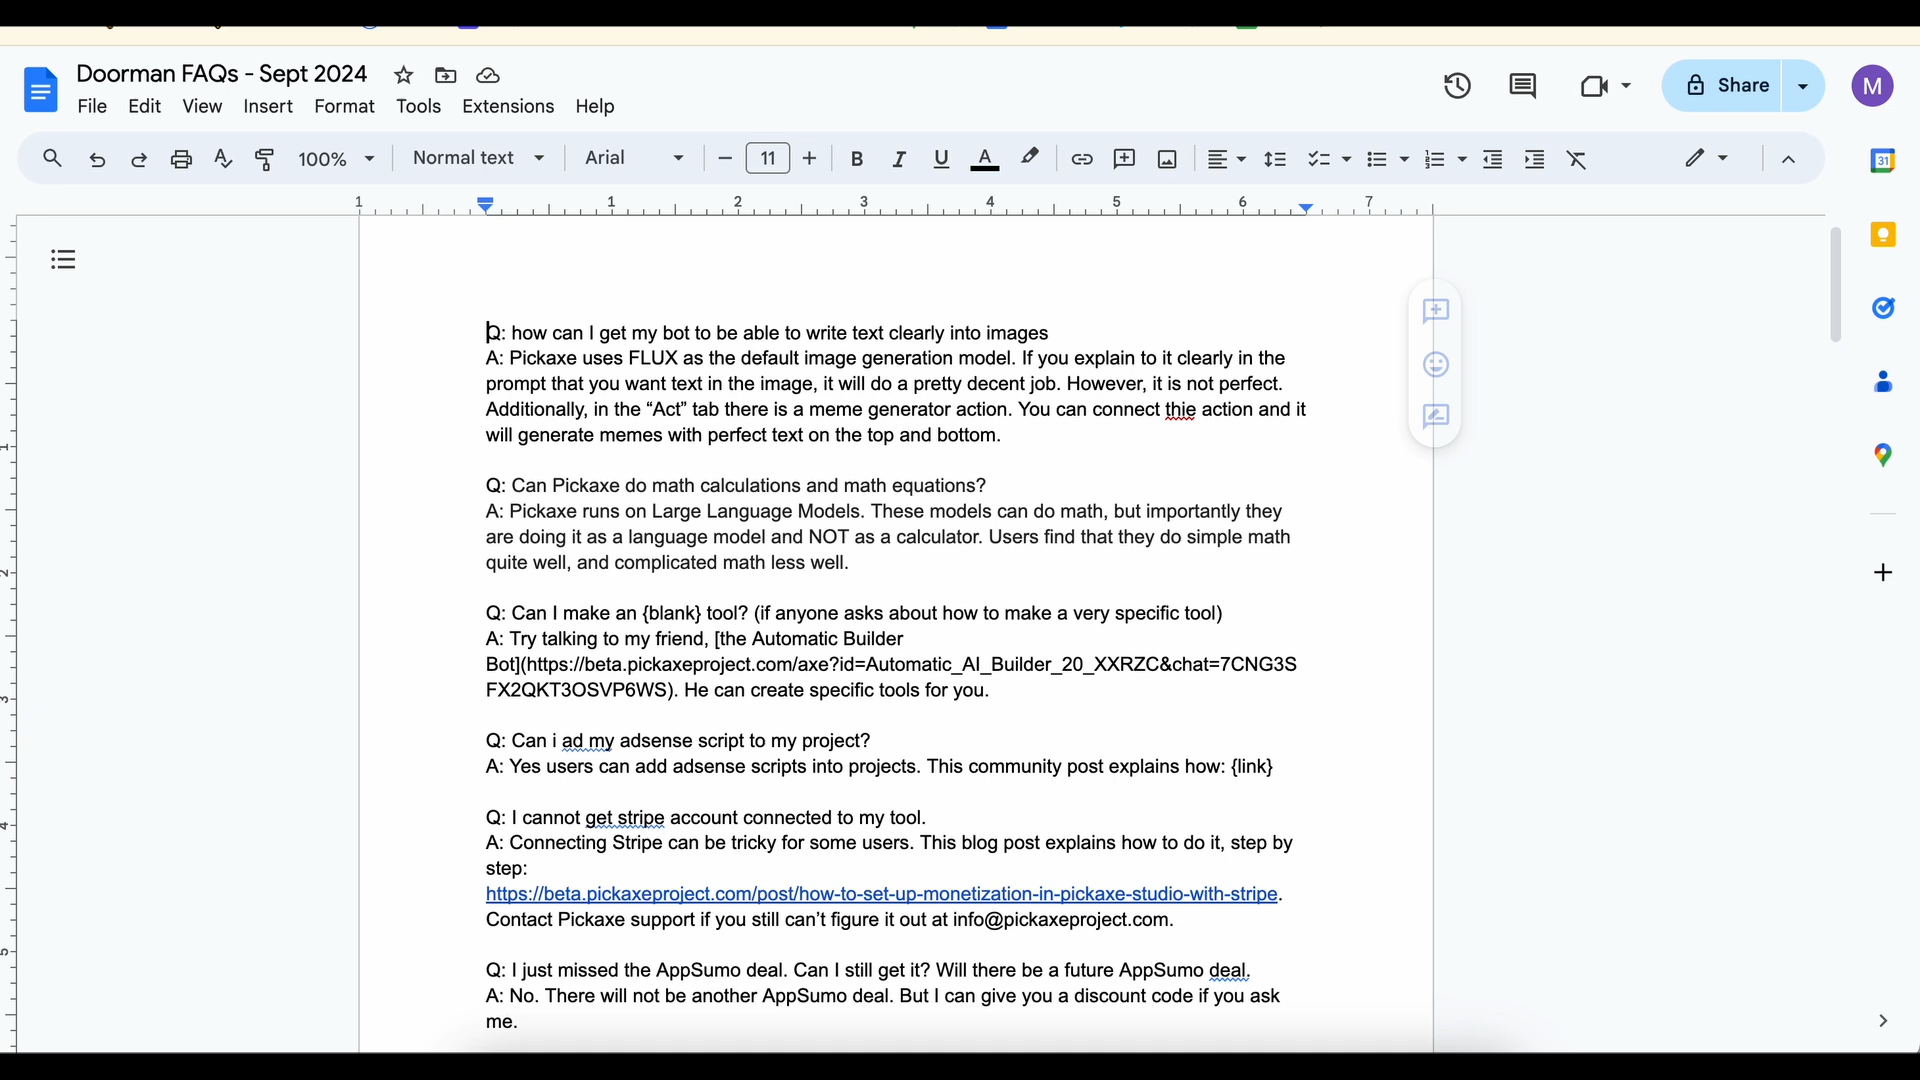 Doorman FAQs - Sept 2024
File Edit View Insert Format Tools Extensions Help
Share
M
100% Normal text Arial 11 B I U A
31
1 1 2 3 4 5 6 7
Q: how can I get my bot to be able to write text clearly into images
A: Pickaxe uses FLUX as the default image generation model. If you explain to it clearly in the
prompt that you want text in the image, it will do a pretty decent job. However, it is not perfect.
Additionally, in the “Act” tab there is a meme generator action. You can connect thie action and it
will generate memes with perfect text on the top and bottom.
Q: Can Pickaxe do math calculations and math equations?
A: Pickaxe runs on Large Language Models. These models can do math, but importantly they
are doing it as a language model and NOT as a calculator. Users find that they do simple math
quite well, and complicated math less well.
Q: Can I make an {blank} tool? (if anyone asks about how to make a very specific tool)
A: Try talking to my friend, [the Automatic Builder
Bot](https://beta.pickaxeproject.com/axe?id=Automatic_AI_Builder_20_XXRZC&chat=7CNG3S
FX2QKT3OSVP6WS). He can create specific tools for you.
Q: Can i ad my adsense script to my project?
A: Yes users can add adsense scripts into projects. This community post explains how: {link}
Q: I cannot get stripe account connected to my tool.
A: Connecting Stripe can be tricky for some users. This blog post explains how to do it, step by
step:
https://beta.pickaxeproject.com/post/how-to-set-up-monetization-in-pickaxe-studio-with-stripe.
Contact Pickaxe support if you still can’t figure it out at info@pickaxeproject.com.
Q: I just missed the AppSumo deal. Can I still get it? Will there be a future AppSumo deal.
A: No. There will not be another AppSumo deal. But I can give you a discount code if you ask
me.
1
2
3
4
5